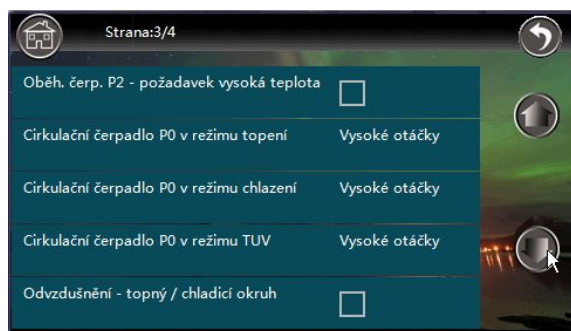 Strana:3/4
Oběh. čerp. P2 - požadavek vysoká teplota
Cirkulační čerpadlo P0 v režimu topení Vysoké otáčky
Cirkulační čerpadlo P0 v režimu chlazení Vysoké otáčky
Cirkulační čerpadlo P0 v režimu TUV Vysoké otáčky
Odvzdušnění - topný / chladicí okruh